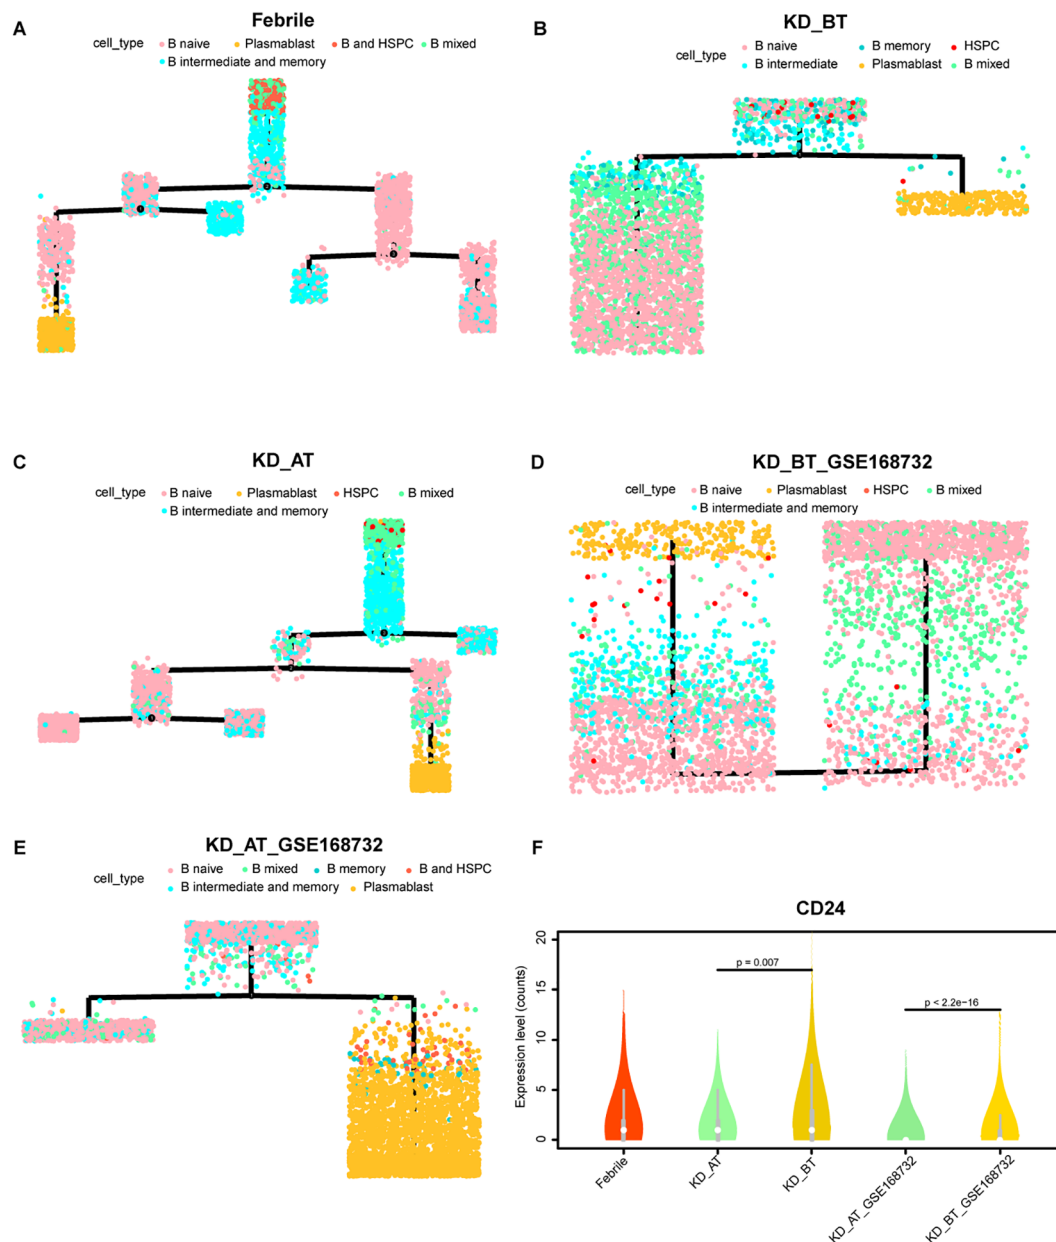 A
Febrile
cell_type
B naive
Plasmablast
B and HSPC
B mixed
B intermediate and memory
B
KD_BT
cell_type
B naive
B memory
HSPC
B intermediate
Plasmablast
B mixed
C
KD_AT
cell_type
B naive
Plasmablast
HSPC
B mixed
B intermediate and memory
D
KD_BT_GSE168732
cell_type
B naive
Plasmablast
HSPC
B mixed
B intermediate and memory
E
KD_AT_GSE168732
cell_type
B naive
B mixed
B memory
B and HSPC
B intermediate and memory
Plasmablast
F
CD24
Expression level (counts)
20
15
10
5
0
p = 0.007
p < 2.2e−16
Febrile
KD_AT
KD_BT
KD_AT_GSE168732
KD_BT_GSE168732